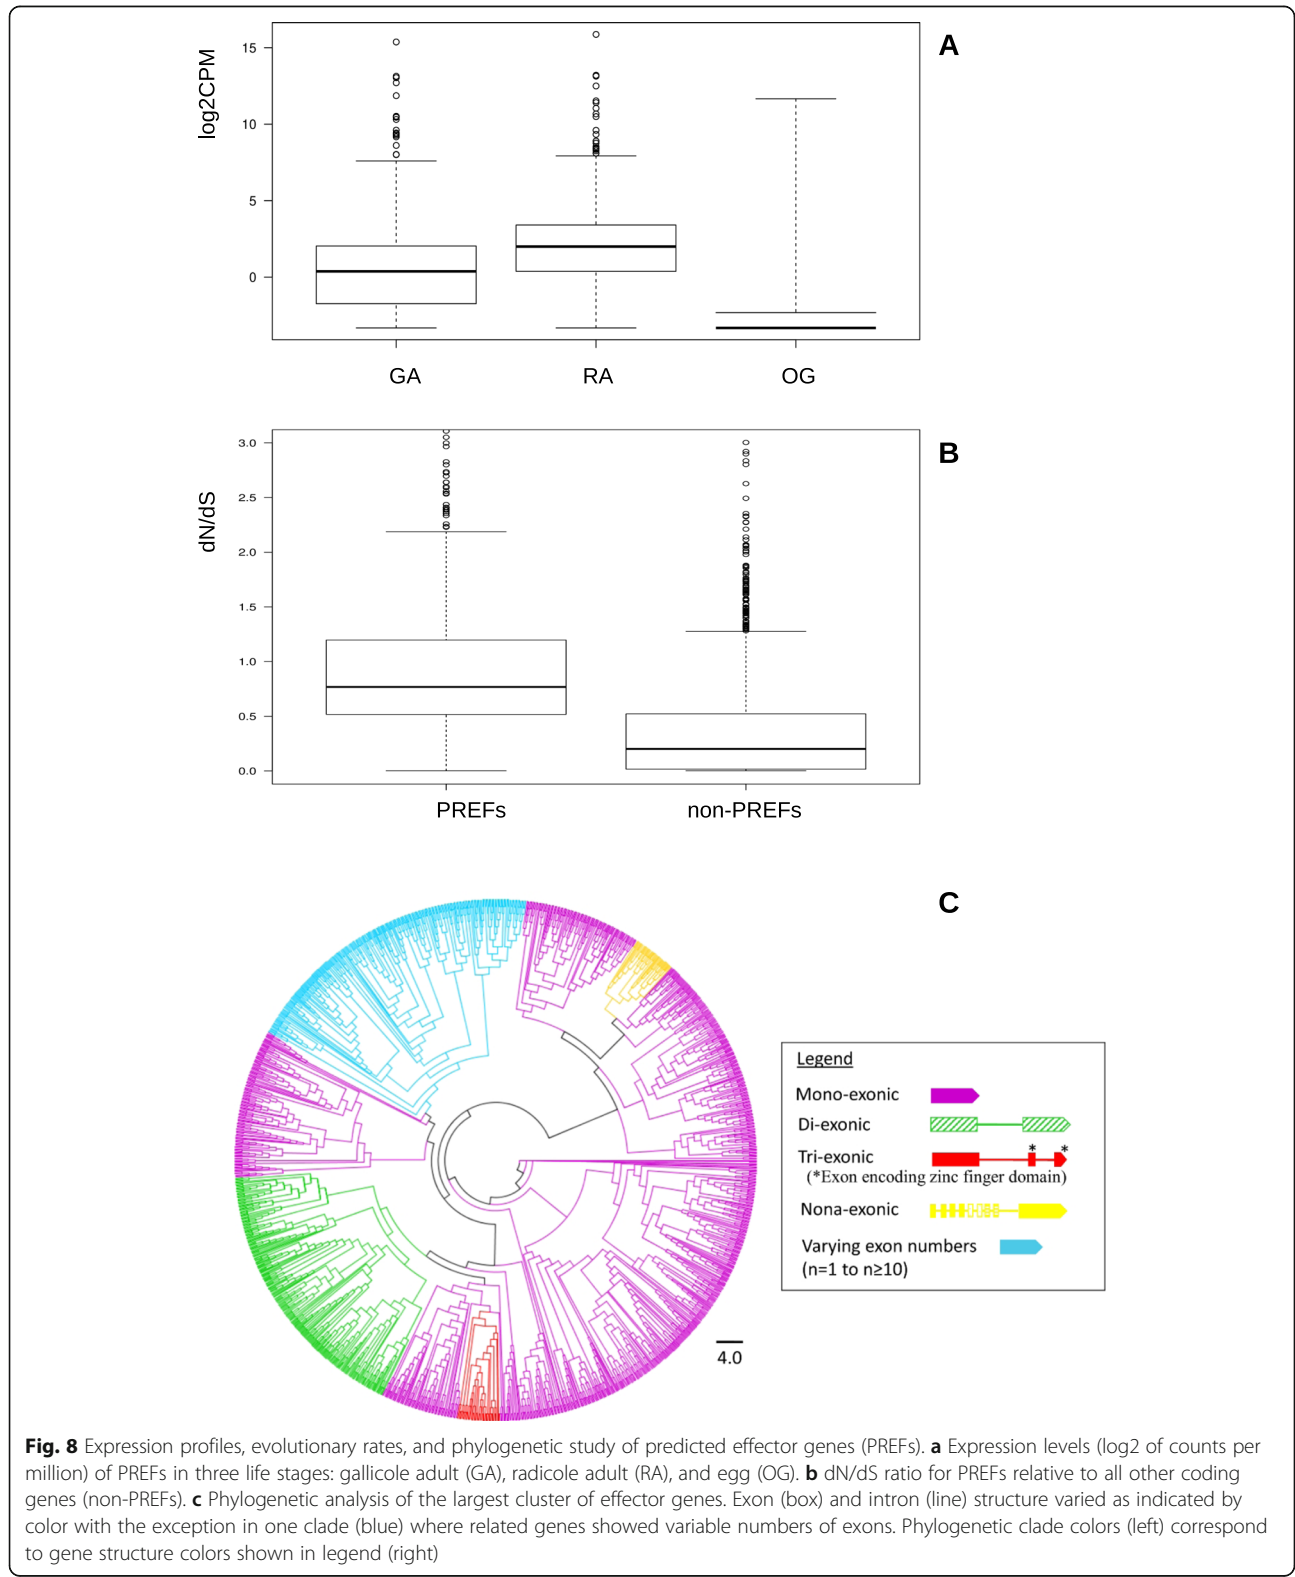 A
log2CPM
15
10
5
0
GA RA OG
B
dN/dS
3.0
2.5
2.0
1.5
1.0
0.5
0.0
PREFs non-PREFs
C
Legend
Mono-exonic
Di-exonic
Tri-exonic * *
(*Exon encoding zinc finger domain)
Nona-exonic
Varying exon numbers
(n=1 to n≥10)
4.0
Fig. 8 Expression profiles, evolutionary rates, and phylogenetic study of predicted effector genes (PREFs). a Expression levels (log2 of counts per
million) of PREFs in three life stages: gallicole adult (GA), radicole adult (RA), and egg (OG). b dN/dS ratio for PREFs relative to all other coding
genes (non-PREFs). c Phylogenetic analysis of the largest cluster of effector genes. Exon (box) and intron (line) structure varied as indicated by
color with the exception in one clade (blue) where related genes showed variable numbers of exons. Phylogenetic clade colors (left) correspond
to gene structure colors shown in legend (right)